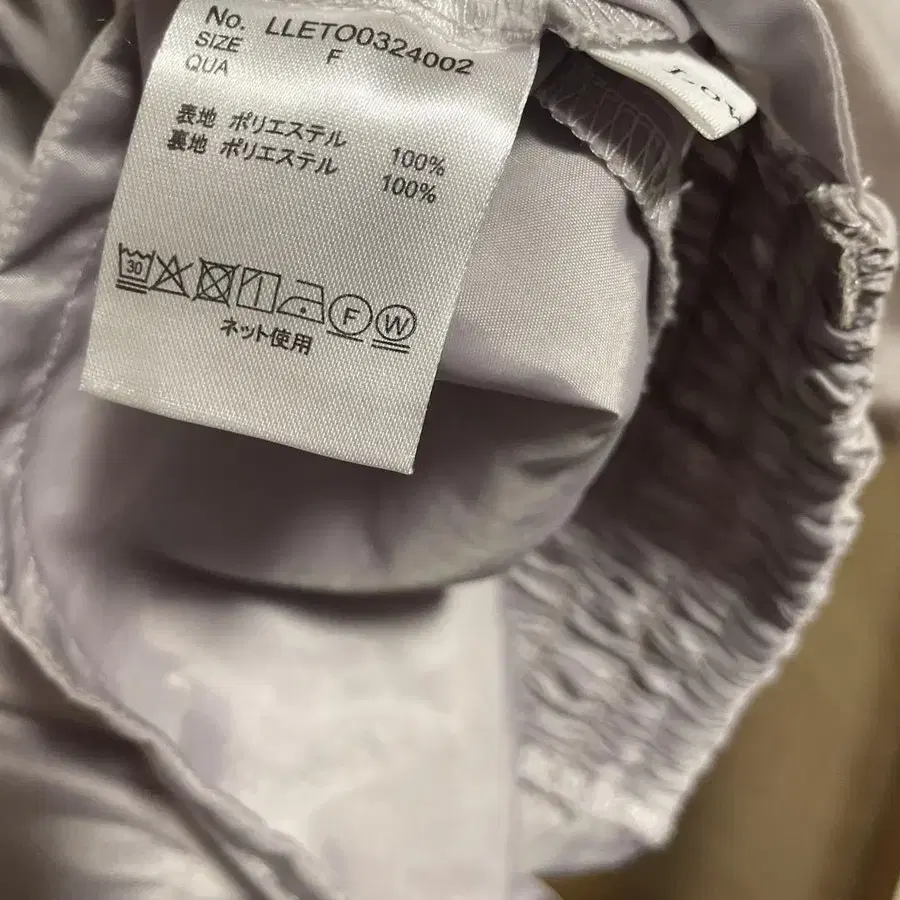 No. LLETO0324002
SIZE F
QUA
表地 ポリエステル 100%
裏地 ポリエステル 100%
30 F W
ネット使用